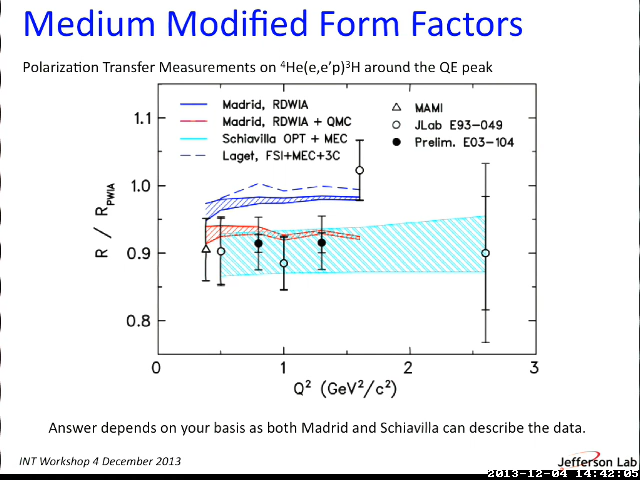 Medium Modified Form Factors
Polarization Transfer Measurements on ⁴He(e,e'p)³H around the QE peak
Madrid, RDWIA
Madrid, RDWIA + QMC
Schiavilla OPT + MEC
Laget, FSI+MEC+3C
MAMI
JLab E93-049
Prelim. E03-104
1.1
1.0
0.9
0.8
R / R_PWIA
0
1
2
3
Q² (GeV²/c²)
Answer depends on your basis as both Madrid and Schiavilla can describe the data.
INT Workshop 4 December 2013
Jefferson Lab
2013-12-04 14:42:05